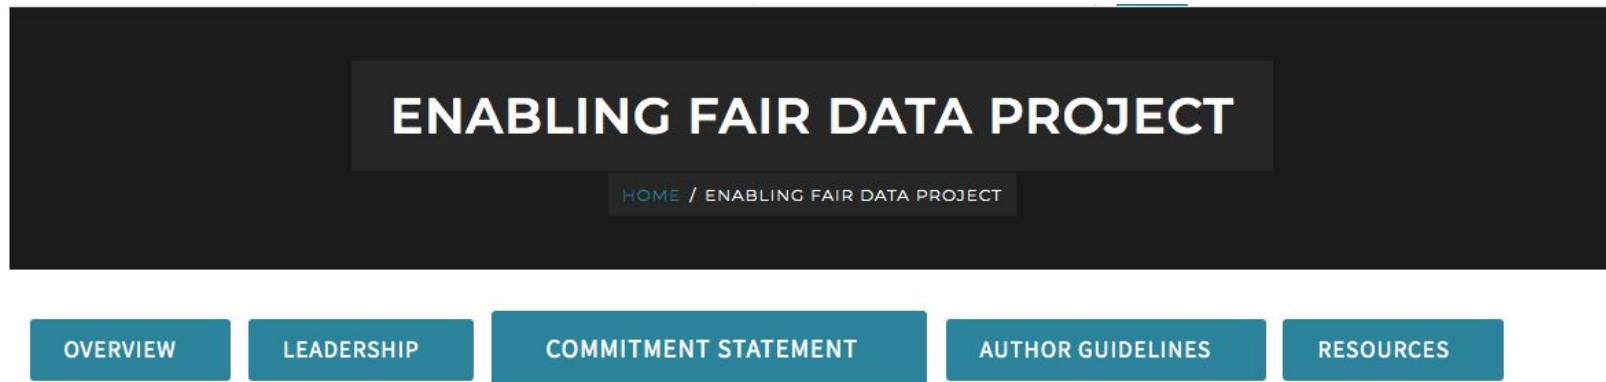 ENABLING FAIR DATA PROJECT
HOME / ENABLING FAIR DATA PROJECT
OVERVIEW LEADERSHIP COMMITMENT STATEMENT AUTHOR GUIDELINES RESOURCES